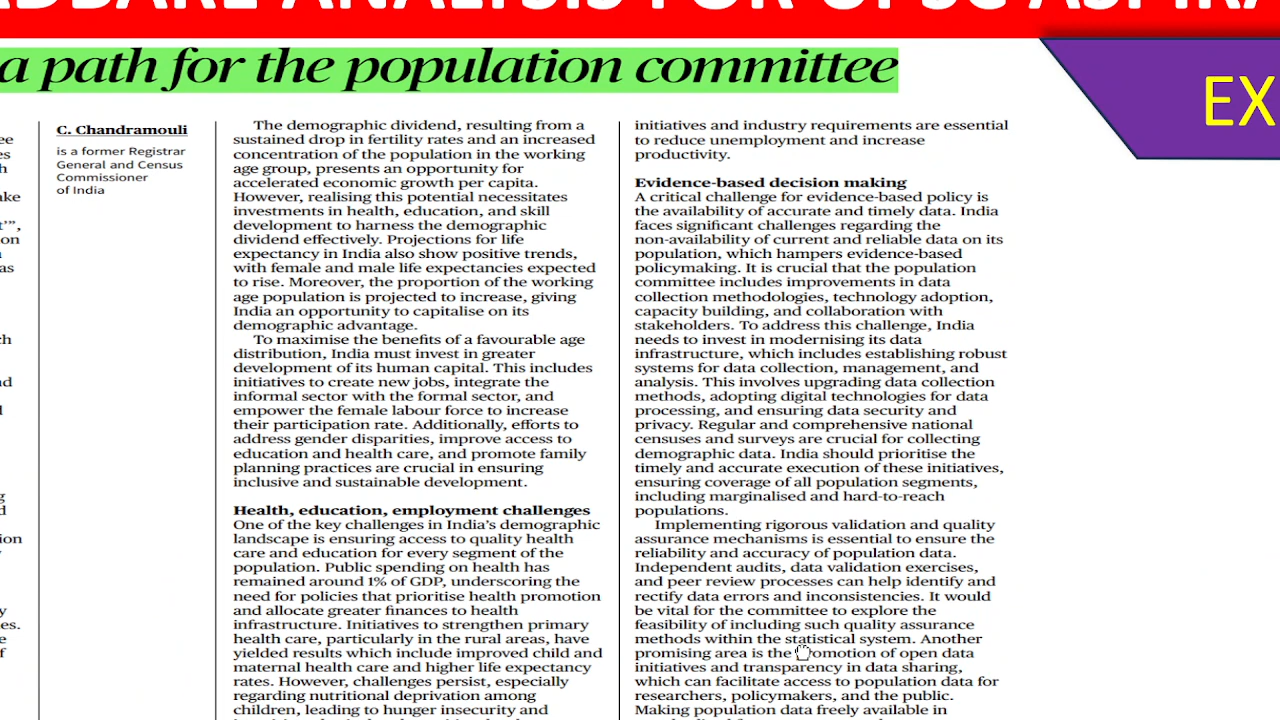 a path for the population committee
EX
C. Chandramouli
is a former Registrar
General and Census
Commissioner
of India
The demographic dividend, resulting from a
sustained drop in fertility rates and an increased
concentration of the population in the working
age group, presents an opportunity for
accelerated economic growth per capita.
However, realising this potential necessitates
investments in health, education, and skill
development to harness the demographic
dividend effectively. Projections for life
expectancy in India also show positive trends,
with female and male life expectancies expected
to rise. Moreover, the proportion of the working
age population is projected to increase, giving
India an opportunity to capitalise on its
demographic advantage.
To maximise the benefits of a favourable age
distribution, India must invest in greater
development of its human capital. This includes
initiatives to create new jobs, integrate the
informal sector with the formal sector, and
empower the female labour force to increase
their participation rate. Additionally, efforts to
address gender disparities, improve access to
education and health care, and promote family
planning practices are crucial in ensuring
inclusive and sustainable development.
Health, education, employment challenges
One of the key challenges in India's demographic
landscape is ensuring access to quality health
care and education for every segment of the
population. Public spending on health has
remained around 1% of GDP, underscoring the
need for policies that prioritise health promotion
and allocate greater finances to health
infrastructure. Initiatives to strengthen primary
health care, particularly in the rural areas, have
yielded results which include improved child and
maternal health care and higher life expectancy
rates. However, challenges persist, especially
regarding nutritional deprivation among
children, leading to hunger insecurity and
initiatives and industry requirements are essential
to reduce unemployment and increase
productivity.
Evidence-based decision making
A critical challenge for evidence-based policy is
the availability of accurate and timely data. India
faces significant challenges regarding the
non-availability of current and reliable data on its
population, which hampers evidence-based
policymaking. It is crucial that the population
committee includes improvements in data
collection methodologies, technology adoption,
capacity building, and collaboration with
stakeholders. To address this challenge, India
needs to invest in modernising its data
infrastructure, which includes establishing robust
systems for data collection, management, and
analysis. This involves upgrading data collection
methods, adopting digital technologies for data
processing, and ensuring data security and
privacy. Regular and comprehensive national
censuses and surveys are crucial for collecting
demographic data. India should prioritise the
timely and accurate execution of these initiatives,
ensuring coverage of all population segments,
including marginalised and hard-to-reach
populations.
Implementing rigorous validation and quality
assurance mechanisms is essential to ensure the
reliability and accuracy of population data.
Independent audits, data validation exercises,
and peer review processes can help identify and
rectify data errors and inconsistencies. It would
be vital for the committee to explore the
feasibility of including such quality assurance
methods within the statistical system. Another
promising area is the promotion of open data
initiatives and transparency in data sharing,
which can facilitate access to population data for
researchers, policymakers, and the public.
Making population data freely available in